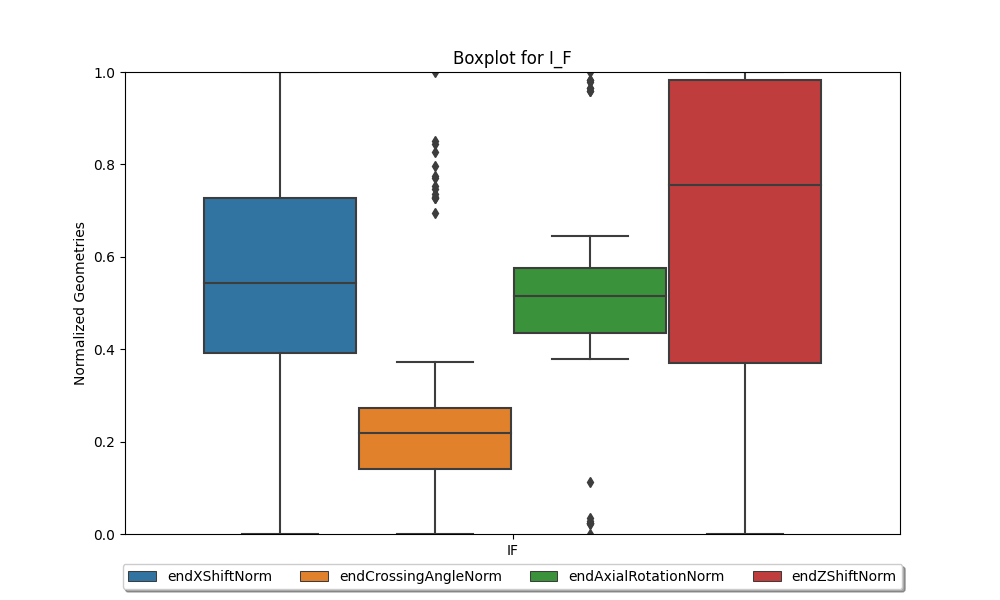 Boxplot for I_F
Normalized Geometries
1.0
0.8
0.6
0.4
0.2
0.0
IF
endXShiftNorm endCrossingAngleNorm endAxialRotationNorm endZShiftNorm